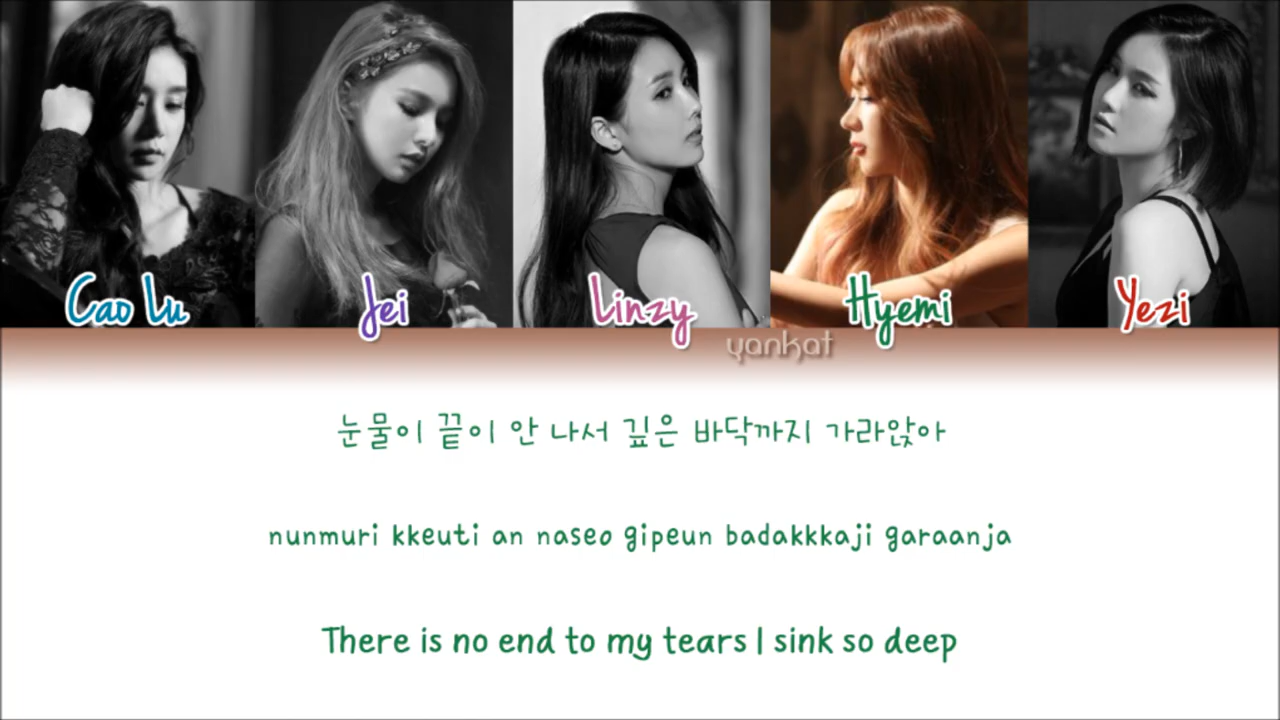 Cao Lu
Jei
Linzy
Hyemi
Yezi
yankat
눈물이 끝이 안 나서 깊은 바닥까지 가라앉아
nunmuri kkeuti an naseo gipeun badakkkaji garaanja
There is no end to my tears I sink so deep